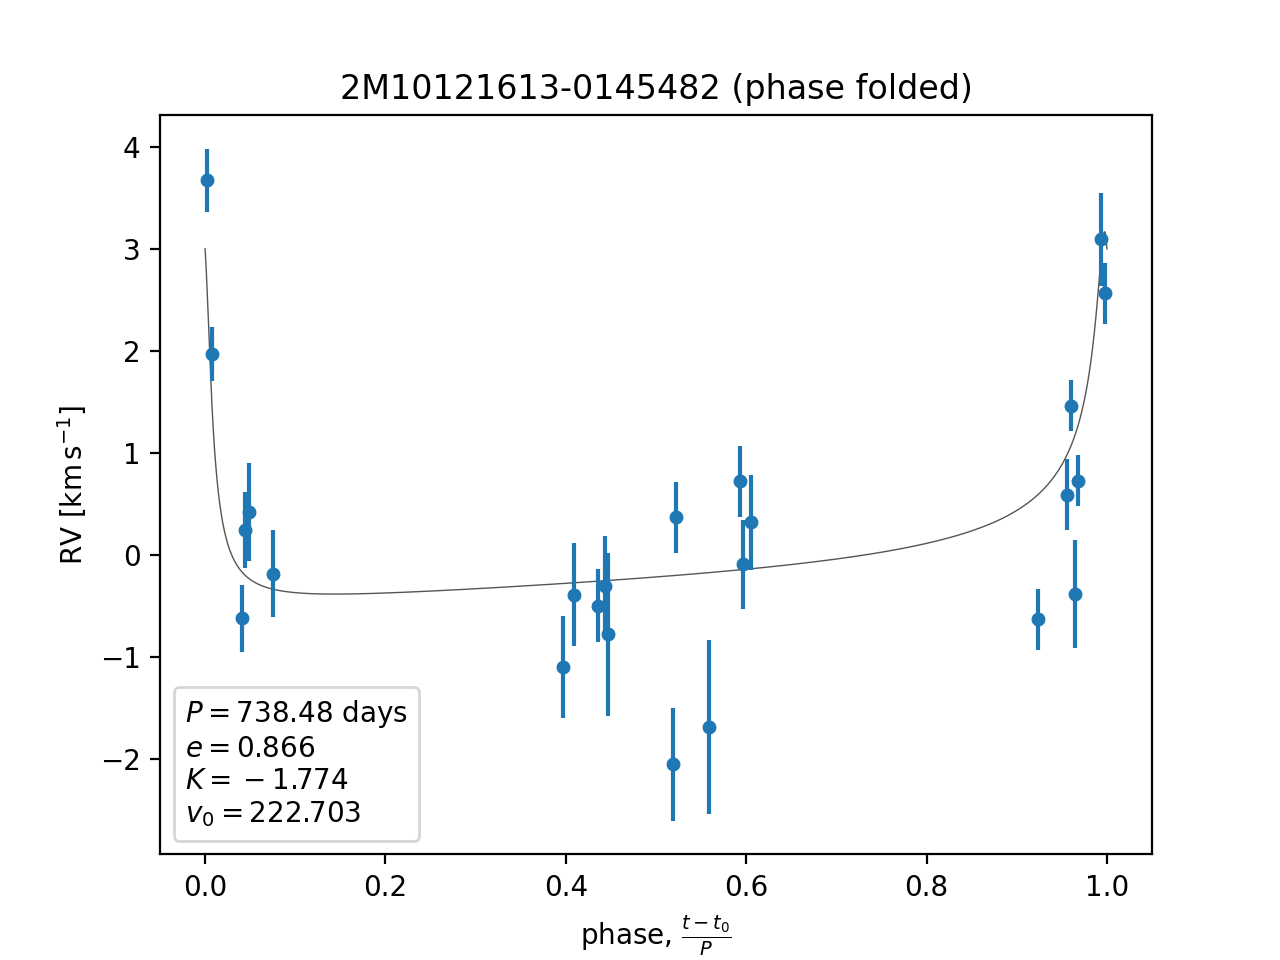 2M10121613-0145482 (phase folded)
4
3
2
1
0
−1
−2
RV [km s⁻¹]
P = 738.48 days
e = 0.866
K = − 1.774
v₀ = 222.703
0.0 0.2 0.4 0.6 0.8 1.0
phase, (t − t₀)/P